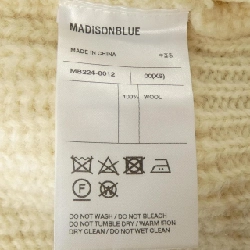 MADISONBLUE
MADE IN CHINA
MB224-0012 00(XS)
100% WOOL
DO NOT WASH / DO NOT BLEACH
DO NOT TUMBLE DRY / WARM IRON
DRY CLEAN / DO NOT WET CLEAN